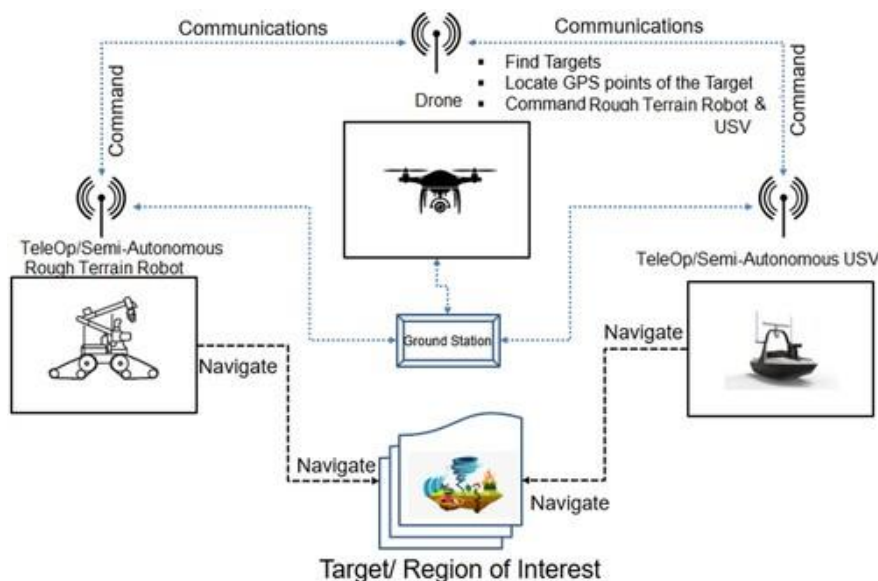 Communications
Communications
Find Targets
Locate GPS points of the Target
Drone
Command Rough Terrain Robot &
USV
Command
Command
TeleOp/Semi-Autonomous
Rough Terrain Robot
TeleOp/Semi-Autonomous USV
Ground Station
Navigate
Navigate
Navigate
Navigate
Target/ Region of Interest